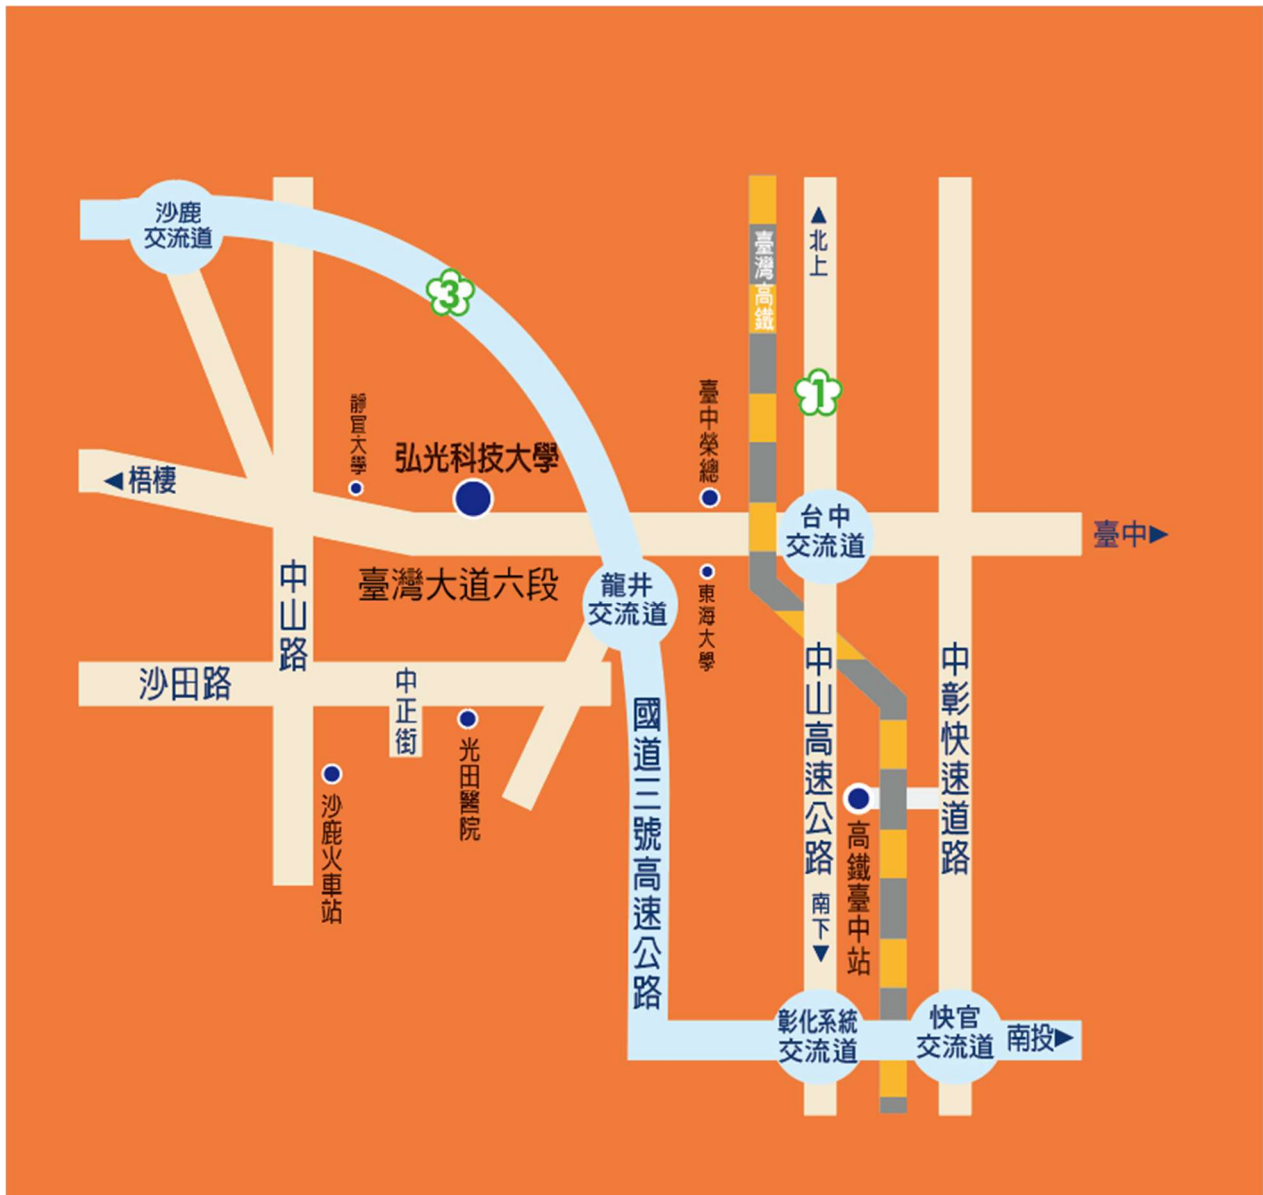 沙鹿
交流道
3
臺灣高鐵
▲北上
1
靜宜大學
臺中榮總
弘光科技大學
◀梧棲
台中
交流道
臺中▶
中山路
臺灣大道六段
龍井
交流道
東海大學
沙田路
中正街
光田醫院
沙鹿火車站
國道三號高速公路
中山高速公路
南下▼
高鐵臺中站
中彰快速道路
彰化系統
交流道
快官
交流道
南投▶